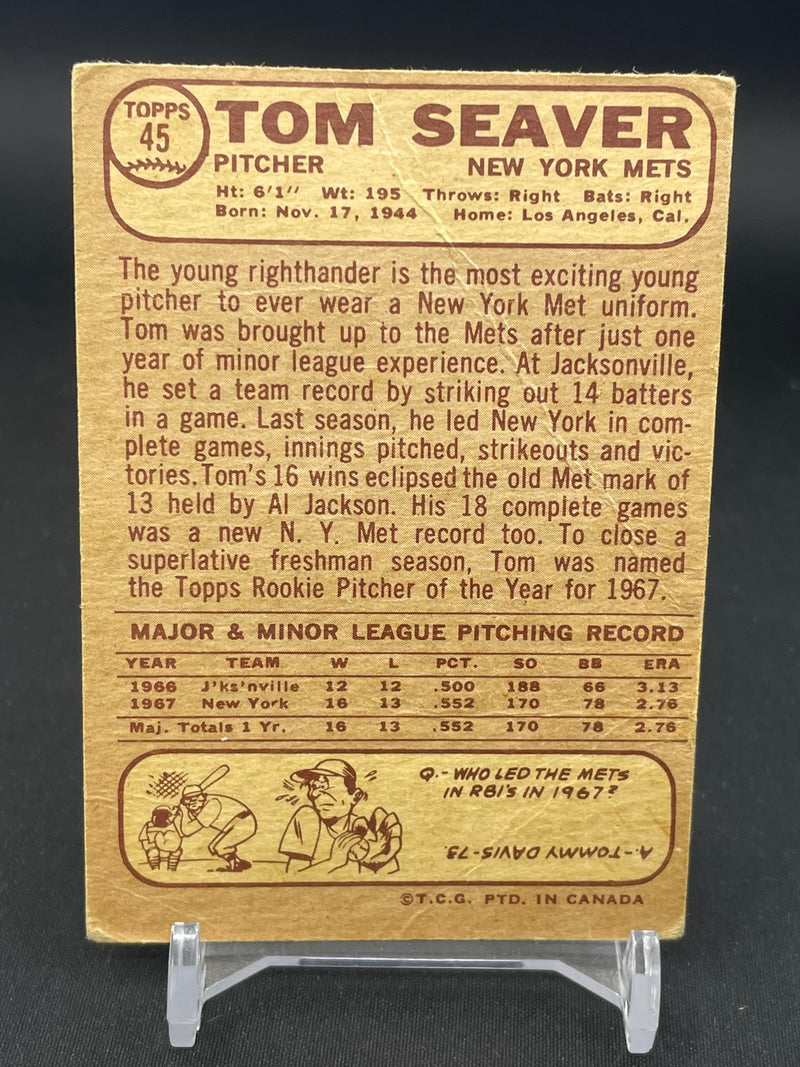 TOPPS
45
TOM SEAVER
PITCHER NEW YORK METS
Ht: 6'1" Wt: 195 Throws: Right Bats: Right
Born: Nov. 17, 1944 Home: Los Angeles, Cal.
The young righthander is the most exciting young
pitcher to ever wear a New York Met uniform.
Tom was brought up to the Mets after just one
year of minor league experience. At Jacksonville,
he set a team record by striking out 14 batters
in a game. Last season, he led New York in com-
plete games, innings pitched, strikeouts and vic-
tories. Tom's 16 wins eclipsed the old Met mark of
13 held by Al Jackson. His 18 complete games
was a new N. Y. Met record too. To close a
superlative freshman season, Tom was named
the Topps Rookie Pitcher of the Year for 1967.
MAJOR & MINOR LEAGUE PITCHING RECORD
YEAR TEAM W L PCT. SO BB ERA
1966 J'ks'nville 12 12 .500 188 66 3.13
1967 New York 16 13 .552 170 78 2.76
Maj. Totals 1 Yr. 16 13 .552 170 78 2.76
Q.- WHO LED THE METS
IN RBI'S IN 1967?
A.- TOMMY DAVIS-73.
©T.C.G. PTD. IN CANADA